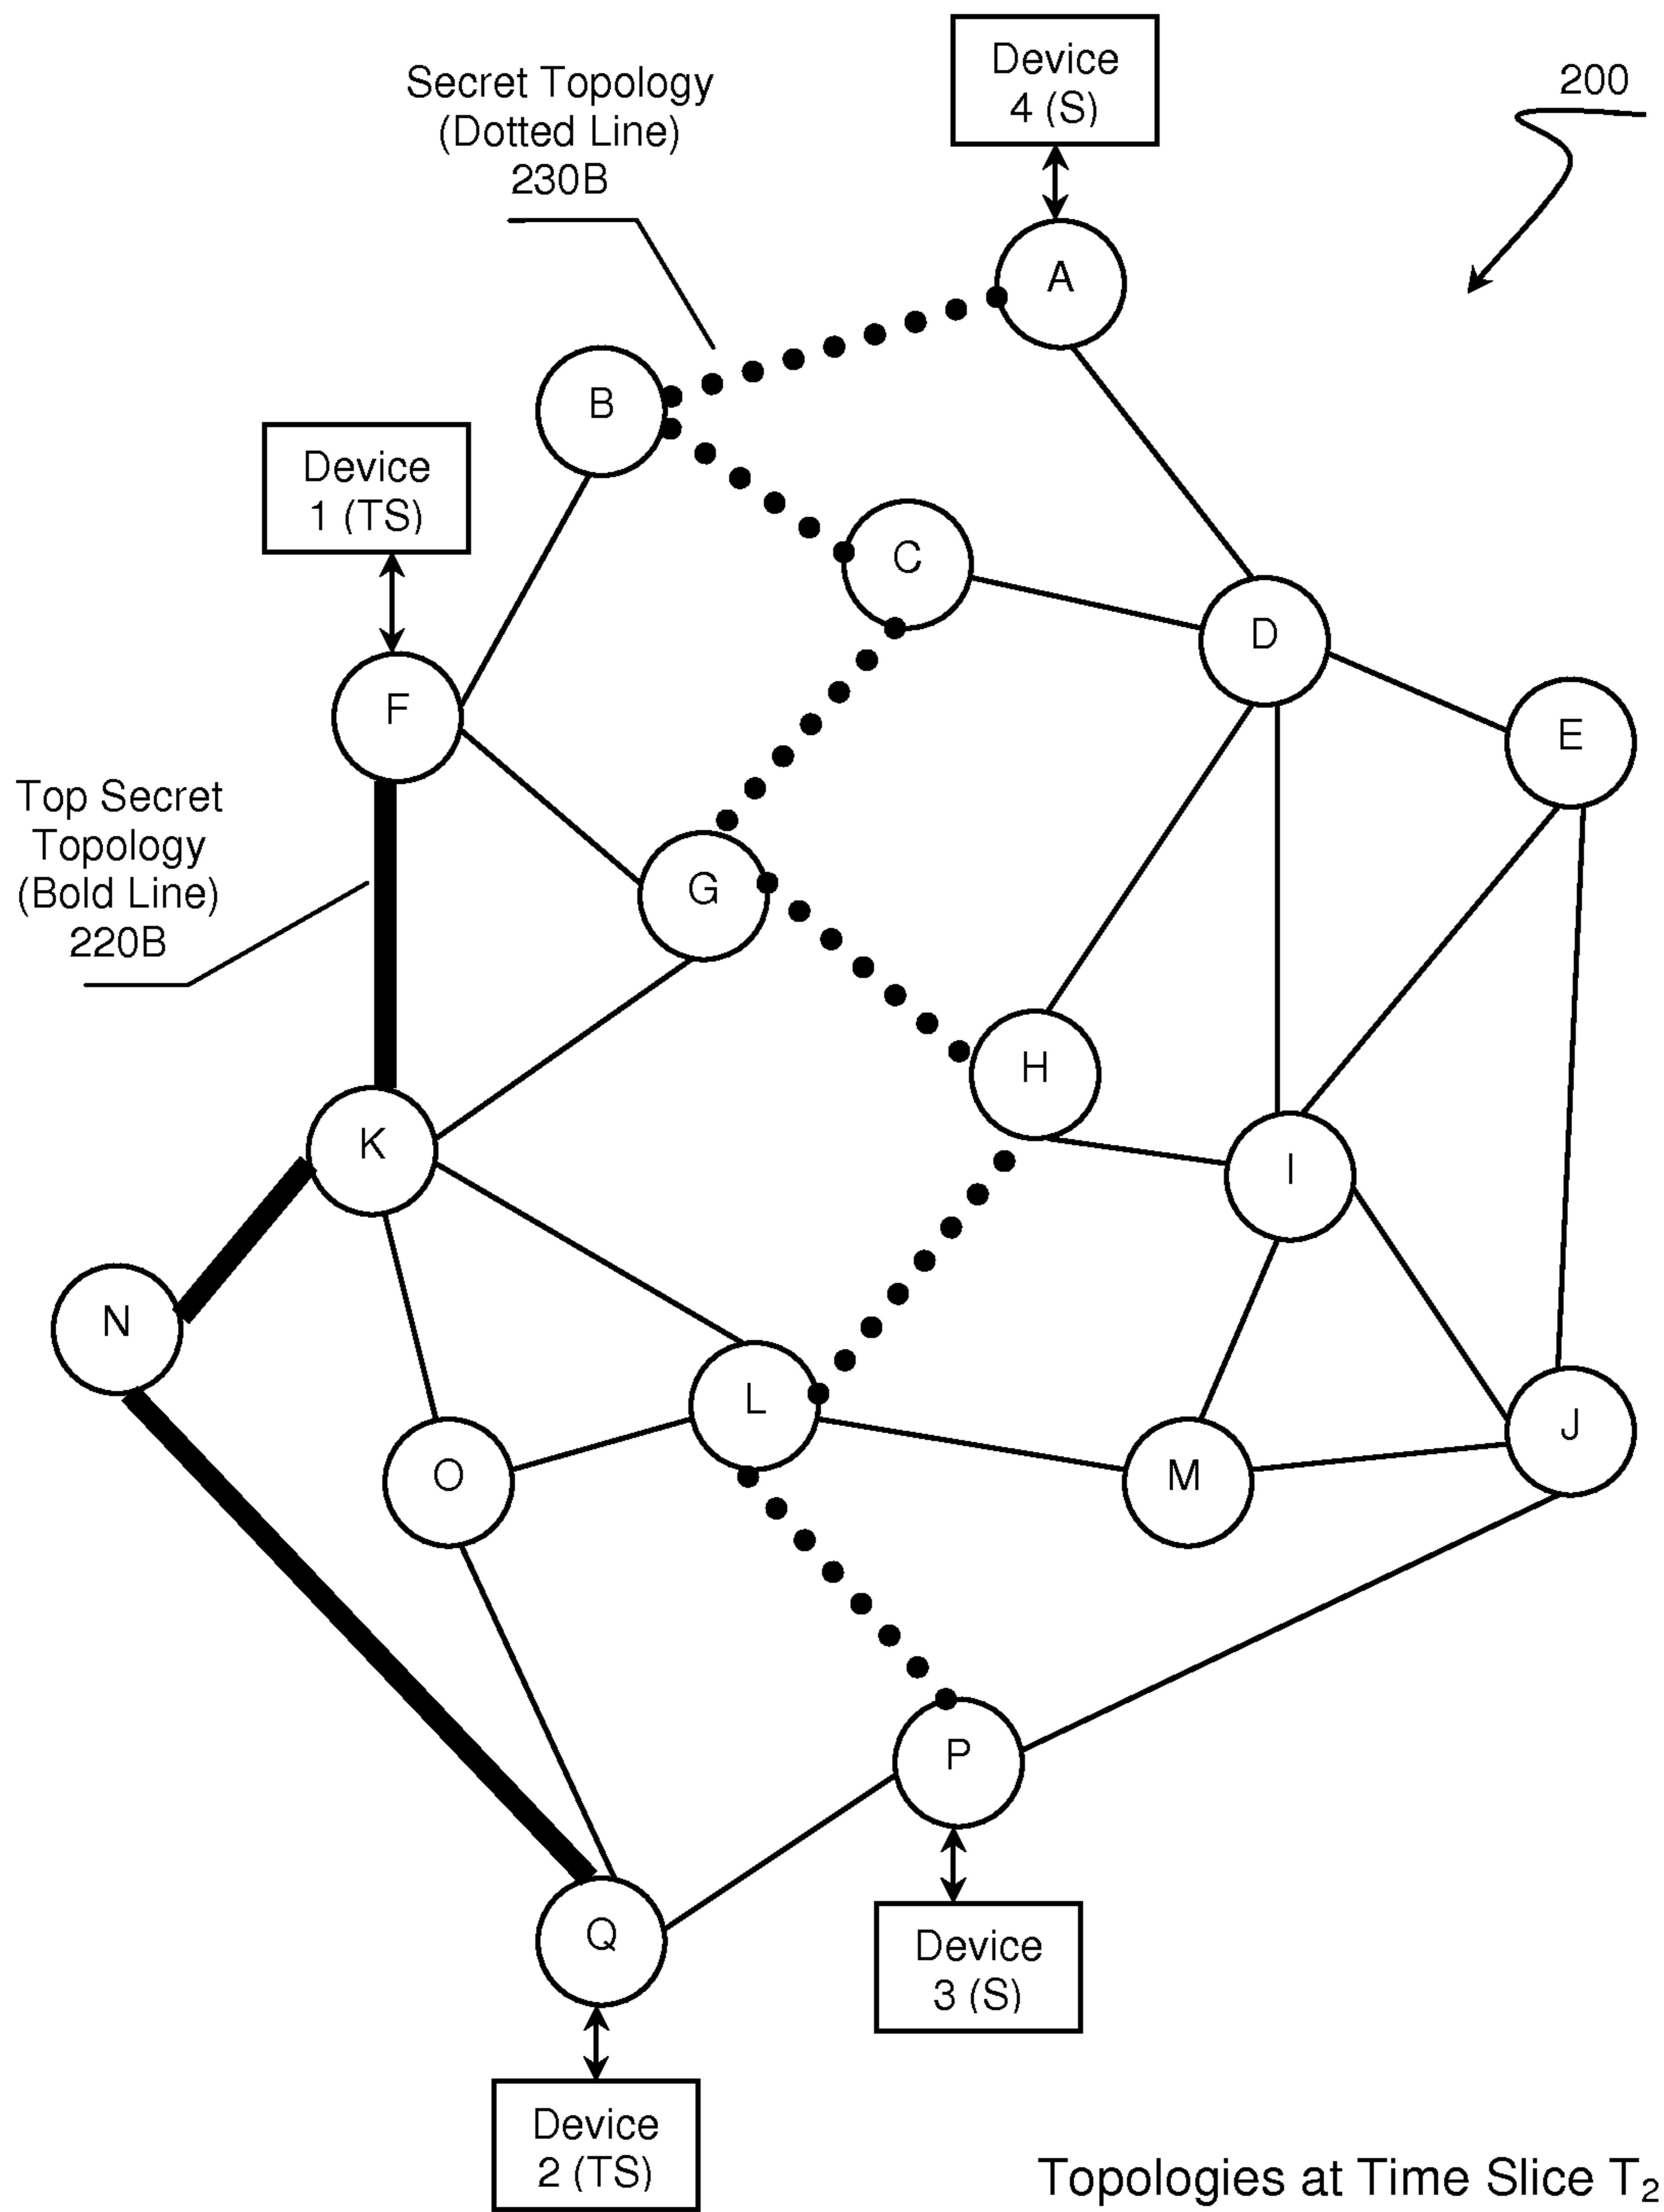 Device
4 (S)
Secret Topology
(Dotted Line)
230B
200
A
B
Device
1 (TS)
C
D
F
E
Top Secret
Topology
(Bold Line)
220B
G
H
K
I
N
L
J
O
M
P
Q
Device
3 (S)
Device
2 (TS)
Topologies at Time Slice T2